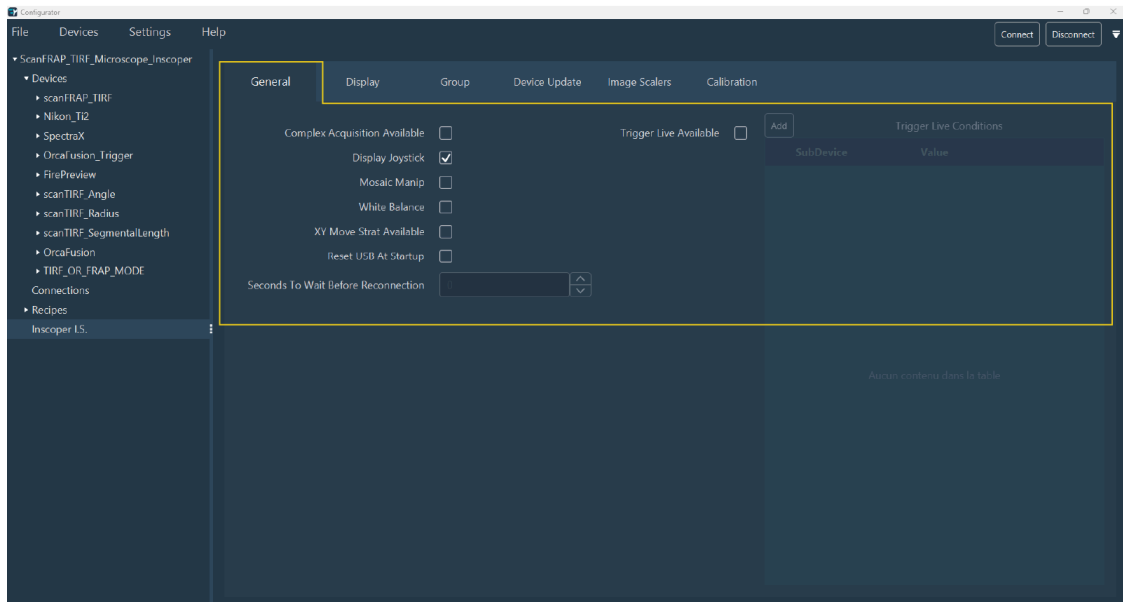 Configurator
File Devices Settings Help
Connect Disconnect
ScanFRAP_TIRF_Microscope_Inscoper
Devices
scanFRAP_TIRF
Nikon_Ti2
SpectraX
OrcaFusion_Trigger
FirePreview
scanTIRF_Angle
scanTIRF_Radius
scanTIRF_SegmentalLength
OrcaFusion
TIRF_OR_FRAP_MODE
Connections
Recipes
Inscoper I.S.
General Display Group Device Update Image Scalers Calibration
Complex Acquisition Available
Display Joystick
Mosaic Manip
White Balance
XY Move Strat Available
Reset USB At Startup
Seconds To Wait Before Reconnection
Trigger Live Available
Add Trigger Live Conditions
SubDevice Value
Aucun contenu dans la table